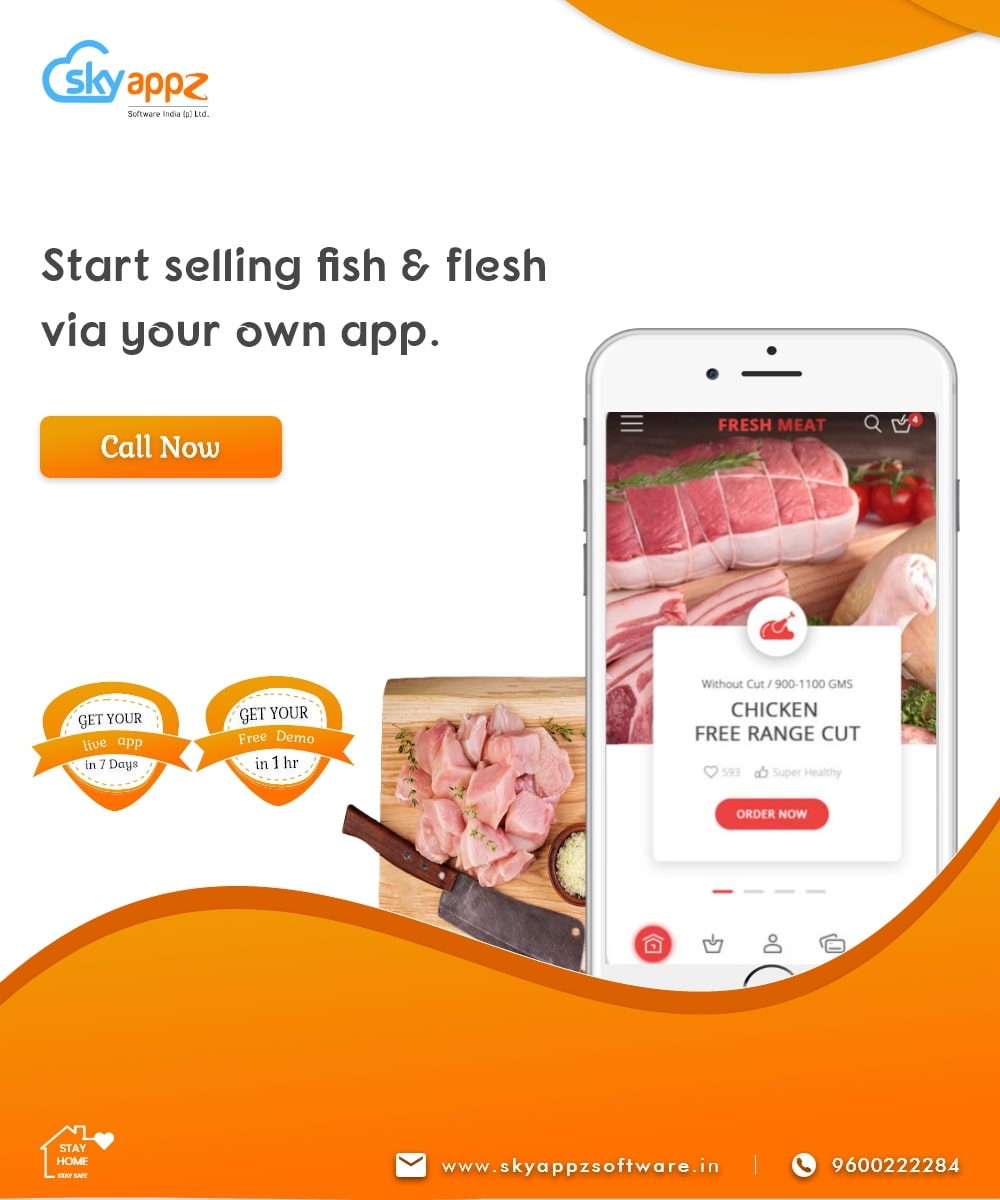 sky appz
Software India (p) Ltd.
Start selling fish & flesh
via your own app.
Call Now
FRESH MEAT
4
Without Cut / 900-1100 GMS
CHICKEN
FREE RANGE CUT
593 Super Healthy
ORDER NOW
GET YOUR
live app
in 7 Days
GET YOUR
Free Demo
in 1 hr
STAY
HOME
STAY SAFE
www.skyappzsoftware.in | 9600222284